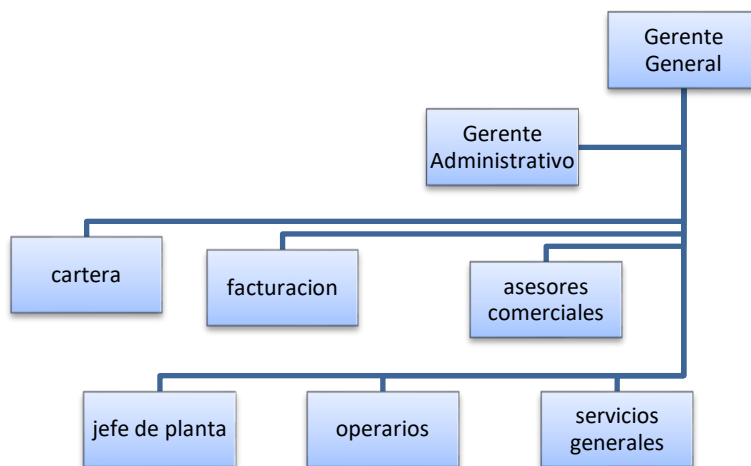 Gerente
General
Gerente
Administrativo
cartera
facturacion
asesores
comerciales
jefe de planta
operarios
servicios
generales